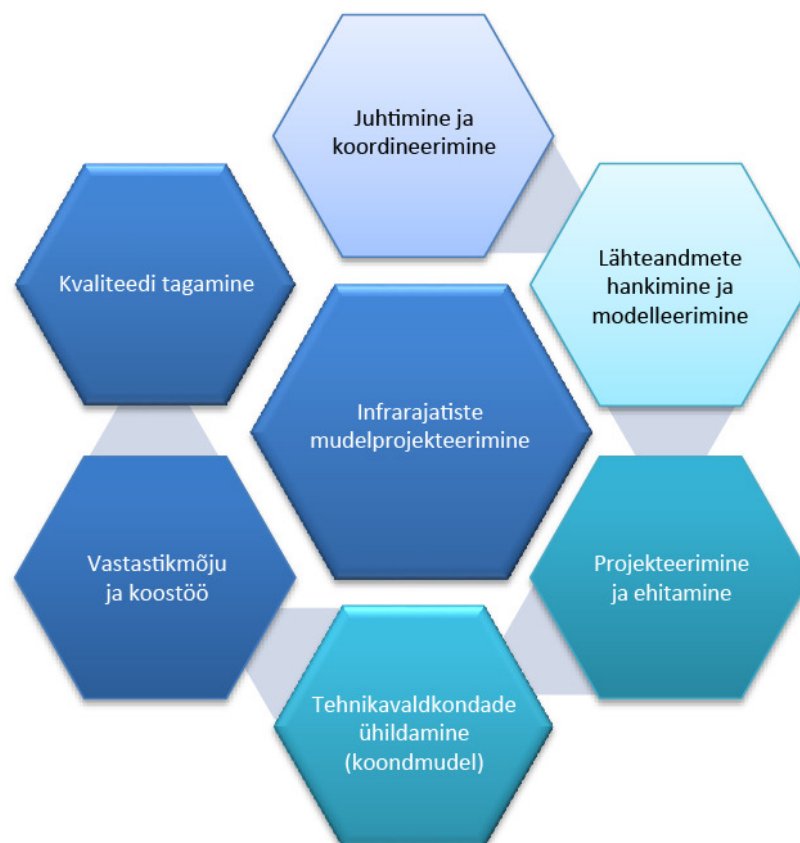 Juhtimine ja
koordineerimine
Lähteandmete
hankimine ja
modelleerimine
Kvaliteedi tagamine
Infrarajatiste
mudelprojekteerimine
Projekteerimine
ja ehitamine
Vastastikmõju
ja koostöö
Tehnikavaldkondade
ühildamine
(koondmudel)